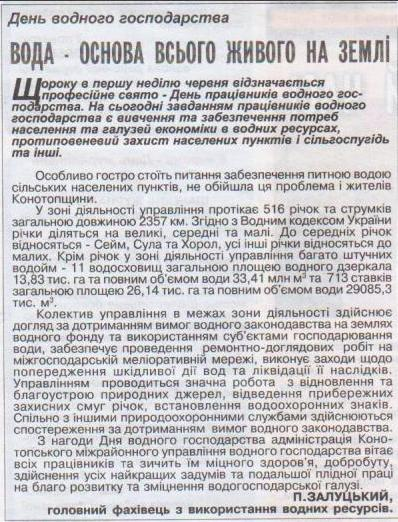 День водного господарства
ВОДА - ОСНОВА ВСЬОГО ЖИВОГО НА ЗЕМЛІ
Щороку в першу неділю червня відзначається
професійне свято - День працівників водного гос-
подарства. На сьогодні завданням працівників водного
господарства є вивчення та забезпечення потреб
населення та галузей економіки в водних ресурсах,
протиповеневий захист населених пунктів і сільгоспугідь
та інші.
Особливо гостро стоїть питання забезпечення питною водою
сільських населених пунктів, не обійшла ця проблема і жителів
Конотопщини.
У зоні діяльності управління протікає 516 річок та струмків
загальною довжиною 2357 км. Згідно з Водним кодексом України
річки діляться на великі, середні та малі. До середніх річок
відносяться - Сейм, Сула та Хорол, усі інші річки відносяться до
малих. Крім річок у зоні діяльності управління багато штучних
водойм - 11 водосховищ загальною площею водного дзеркала
13,83 тис. га та повним об'ємом води 33,41 млн м³ та 713 ставків
загальною площею 26,14 тис. га та повним об'ємом води 29085,3
тис. м³.
Колектив управління в межах зони діяльності здійснює
догляд за дотриманням вимог водного законодавства на землях
водного фонду та використанням суб'єктами господарювання
води, забезпечує проведення ремонтно-доглядових робіт на
міжгосподарській меліоративній мережі, виконує заходи щодо
попередження шкідливої дії вод та ліквідації її наслідків.
Управлінням проводиться значна робота з відновлення та
благоустрою природних джерел, відведення прибережних
захисних смуг річок, встановлення водоохоронних знаків.
Спільно з іншими природоохоронними службами здійснюються
спостереження за дотриманням вимог водного законодавства.
З нагоди Дня водного господарства адміністрація Коно-
топського міжрайонного управління водного господарства вітає
всіх працівників та зичить їм міцного здоров'я, добробуту,
здійснення усіх найкращих задумів та подальшої плідної праці
на благо розвитку та зміцнення водогосподарської галузі.
П.ЗАЛУЦЬКИЙ,
головний фахівець з використання водних ресурсів.